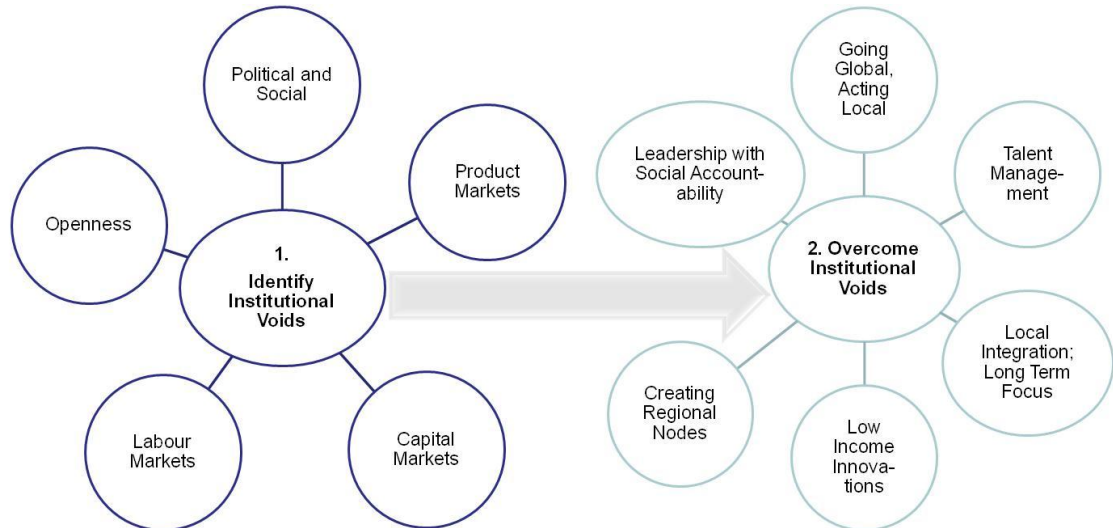 Political and
Social
Product
Markets
Openness
1.
Identify
Institutional
Voids
Labour
Markets
Capital
Markets
Going
Global,
Acting
Local
Leadership with
Social Account-
ability
Talent
Manage-
ment
2. Overcome
Institutional
Voids
Local
Integration;
Long Term
Focus
Creating
Regional
Nodes
Low
Income
Innova-
tions